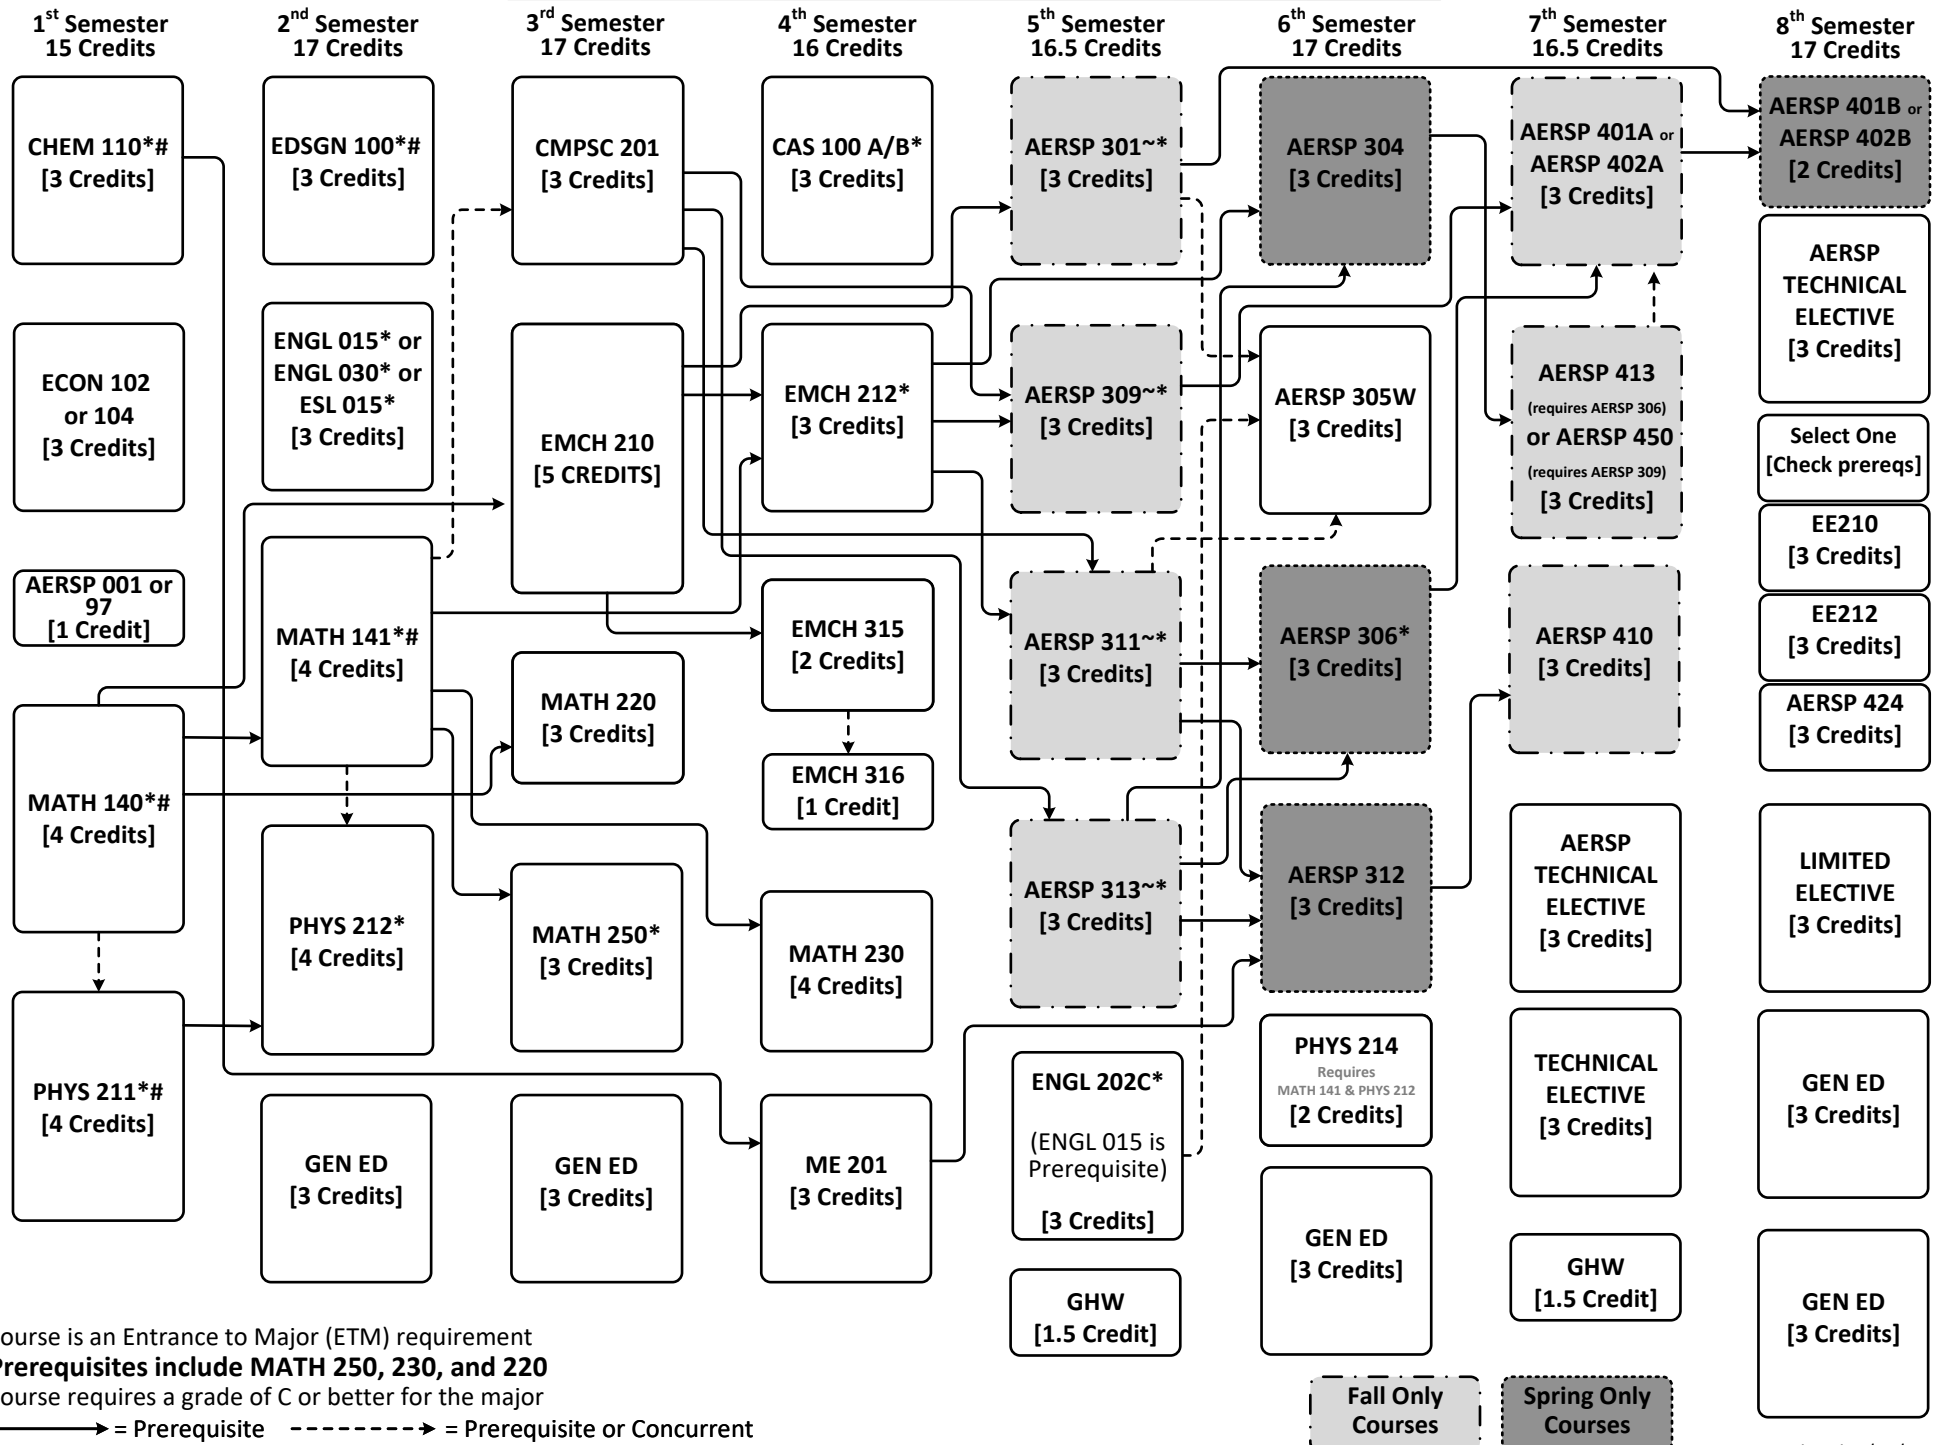 1st Semester
15 Credits
CHEM 110*#
[3 Credits]
ECON 102
or 104
[3 Credits]
AERSP 001 or
97
[1 Credit]
MATH 140*#
[4 Credits]
PHYS 211*#
[4 Credits]
2nd Semester
17 Credits
EDSGN 100*#
[3 Credits]
ENGL 015* or
ENGL 030* or
ESL 015*
[3 Credits]
MATH 141*#
[4 Credits]
PHYS 212*
[4 Credits]
GEN ED
[3 Credits]
3rd Semester
17 Credits
CMPSC 201
[3 Credits]
EMCH 210
[5 CREDITS]
MATH 220
[3 Credits]
MATH 250*
[3 Credits]
GEN ED
[3 Credits]
4th Semester
16 Credits
CAS 100 A/B*
[3 Credits]
EMCH 212*
[3 Credits]
EMCH 315
[2 Credits]
EMCH 316
[1 Credit]
MATH 230
[4 Credits]
ME 201
[3 Credits]
5th Semester
16.5 Credits
AERSP 301~*
[3 Credits]
AERSP 309~*
[3 Credits]
AERSP 311~*
[3 Credits]
AERSP 313~*
[3 Credits]
ENGL 202C*
(ENGL 015 is
Prerequisite)
[3 Credits]
GHW
[1.5 Credit]
6th Semester
17 Credits
AERSP 304
[3 Credits]
AERSP 305W
[3 Credits]
AERSP 306*
[3 Credits]
AERSP 312
[3 Credits]
PHYS 214
Requires
MATH 141 & PHYS 212
[2 Credits]
GEN ED
[3 Credits]
7th Semester
16.5 Credits
AERSP 401A or
AERSP 402A
[3 Credits]
AERSP 413
(requires AERSP 306)
or AERSP 450
(requires AERSP 309)
[3 Credits]
AERSP 410
[3 Credits]
AERSP
TECHNICAL
ELECTIVE
[3 Credits]
TECHNICAL
ELECTIVE
[3 Credits]
GHW
[1.5 Credit]
8th Semester
17 Credits
AERSP 401B or
AERSP 402B
[2 Credits]
AERSP
TECHNICAL
ELECTIVE
[3 Credits]
Select One
[Check prereqs]
EE210
[3 Credits]
EE212
[3 Credits]
AERSP 424
[3 Credits]
LIMITED
ELECTIVE
[3 Credits]
GEN ED
[3 Credits]
GEN ED
[3 Credits]
ourse is an Entrance to Major (ETM) requirement
Prerequisites include MATH 250, 230, and 220
ourse requires a grade of C or better for the major
= Prerequisite = Prerequisite or Concurrent
Fall Only
Courses
Spring Only
Courses